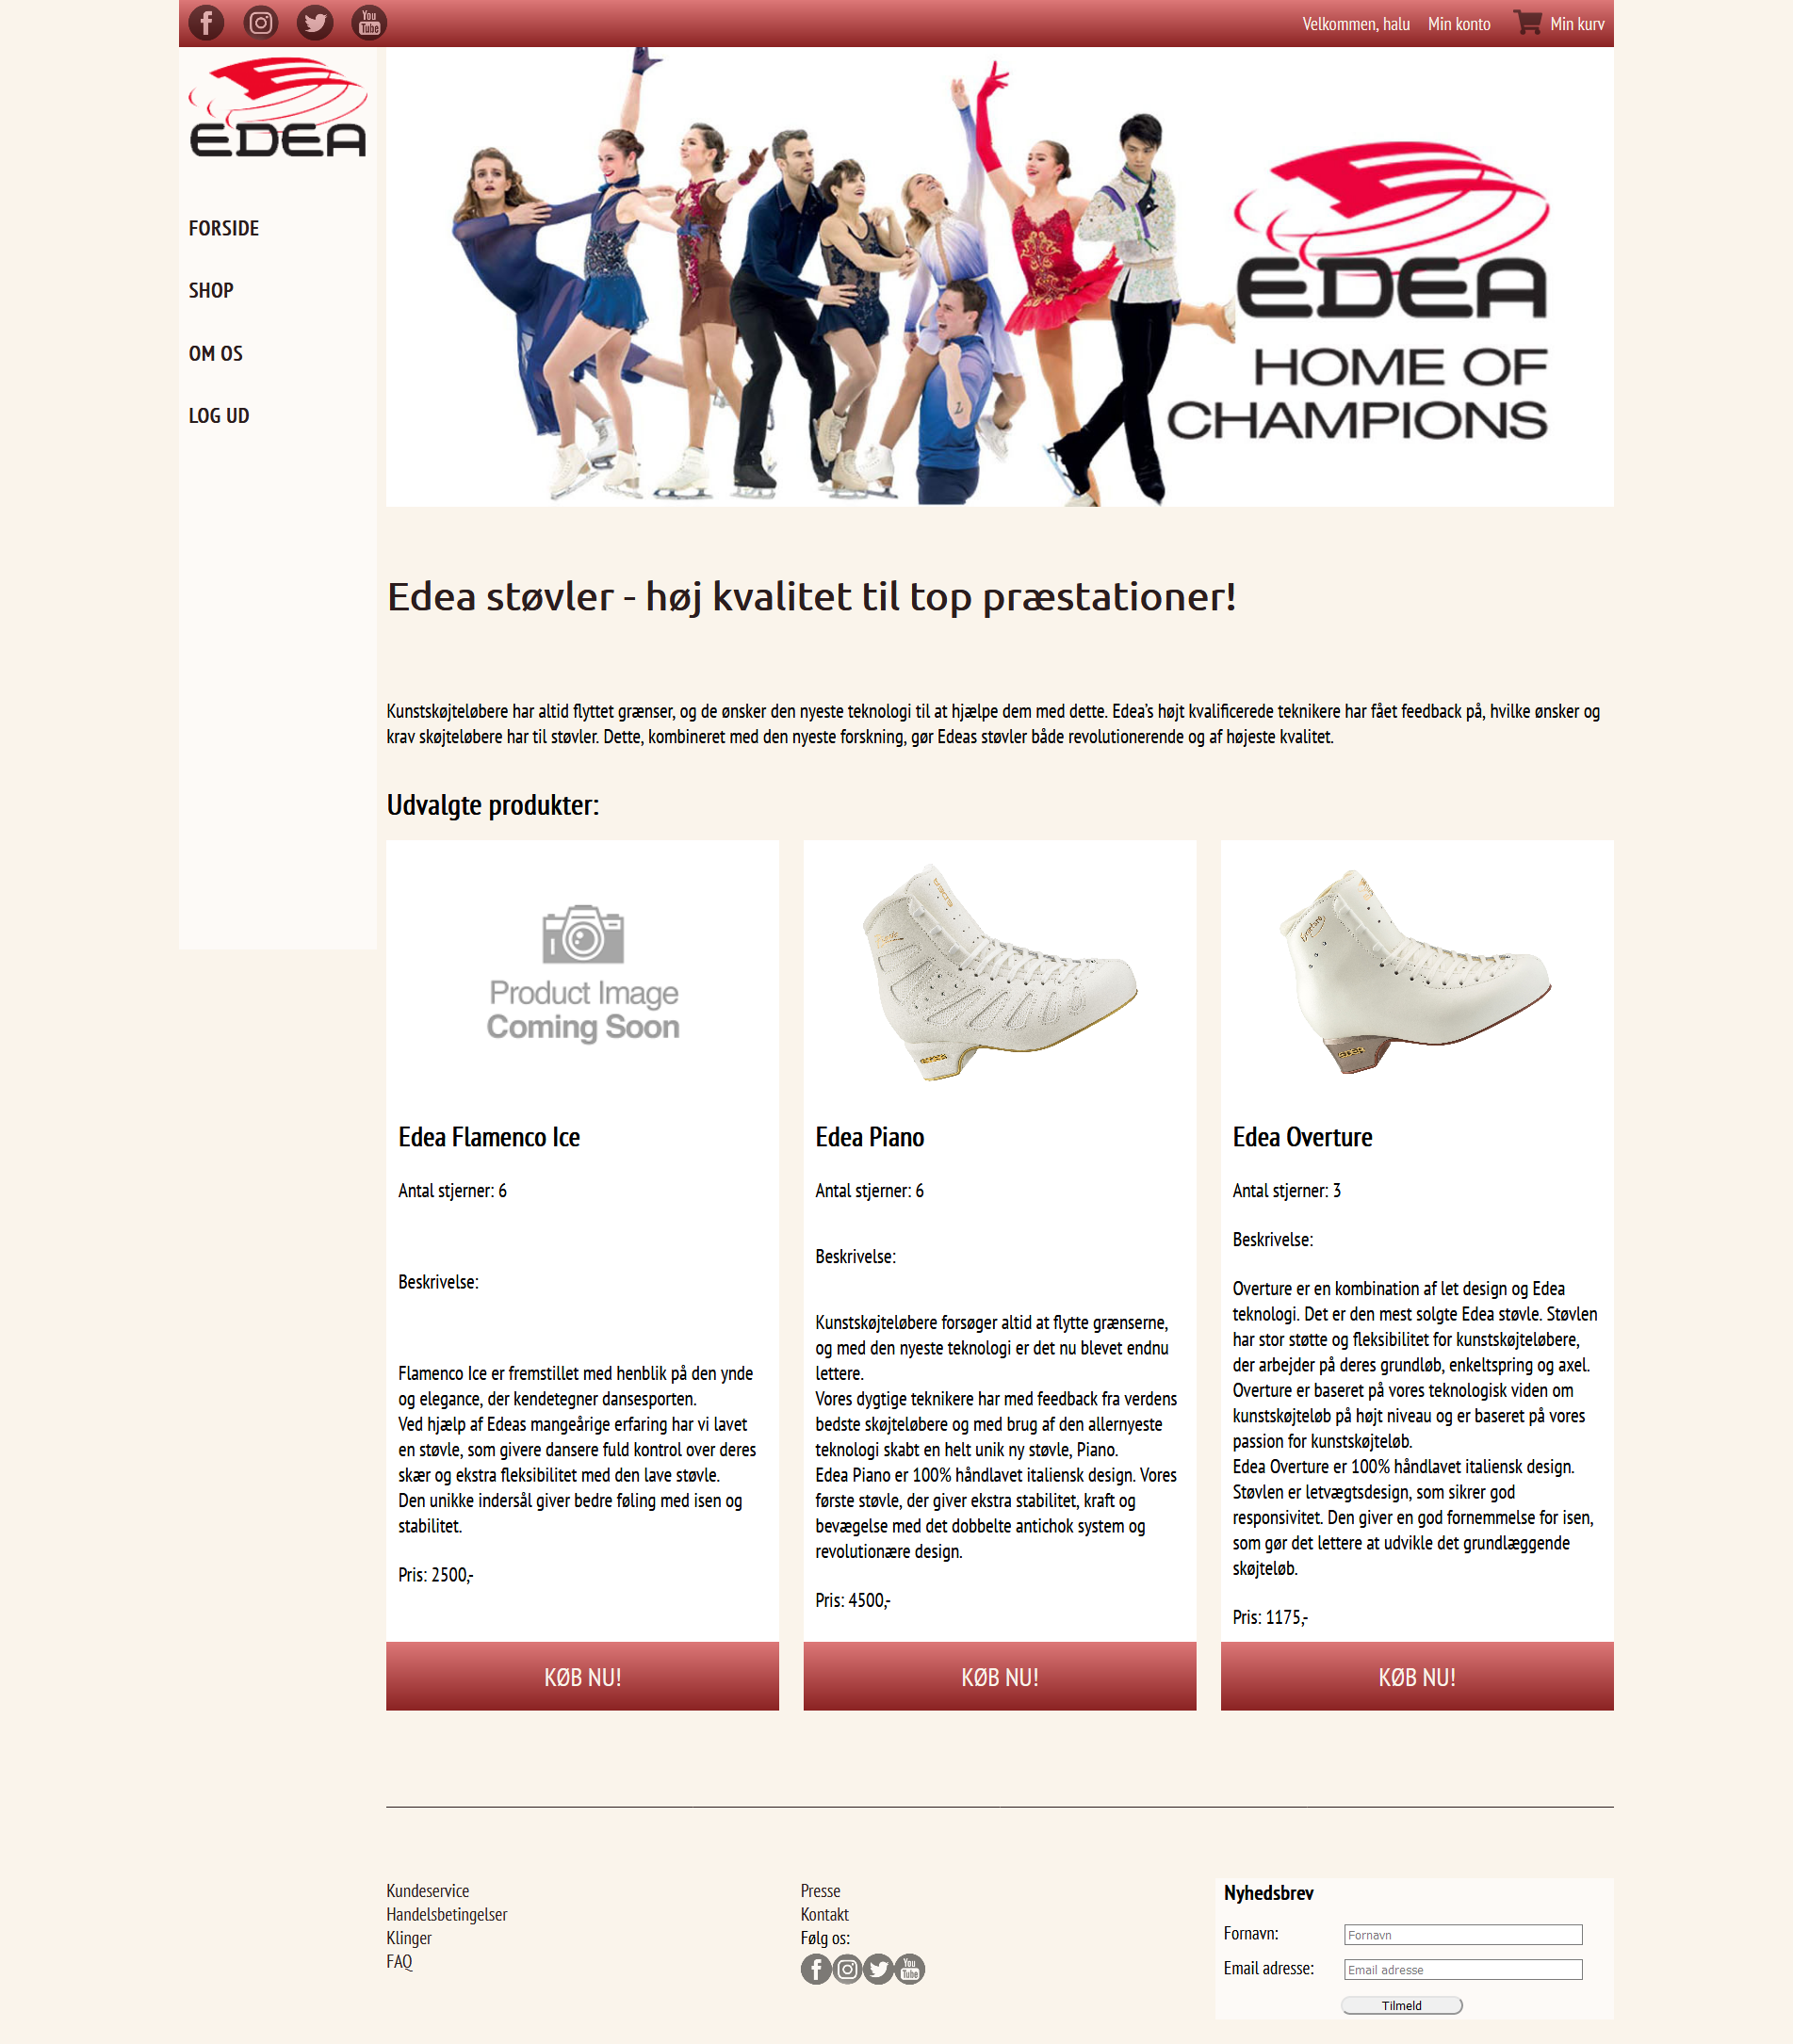 Velkommen, halu Min konto Min kurv
EDEA
FORSIDE
SHOP
OM OS
LOG UD
EDEA
HOME OF
CHAMPIONS
Edea støvler - høj kvalitet til top præstationer!
Kunstskøjteløbere har altid flyttet grænser, og de ønsker den nyeste teknologi til at hjælpe dem med dette. Edea’s højt kvalificerede teknikere har fået feedback på, hvilke ønsker og
krav skøjteløbere har til støvler. Dette, kombineret med den nyeste forskning, gør Edeas støvler både revolutionerende og af højeste kvalitet.
Udvalgte produkter:
Product Image
Coming Soon
Edea Flamenco Ice
Antal stjerner: 6
Beskrivelse:
Flamenco Ice er fremstillet med henblik på den ynde
og elegance, der kendetegner dansesporten.
Ved hjælp af Edeas mangeårige erfaring har vi lavet
en støvle, som givere dansere fuld kontrol over deres
skær og ekstra fleksibilitet med den lave støvle.
Den unikke indersål giver bedre føling med isen og
stabilitet.
Pris: 2500,-
KØB NU!
Edea Piano
Antal stjerner: 6
Beskrivelse:
Kunstskøjteløbere forsøger altid at flytte grænserne,
og med den nyeste teknologi er det nu blevet endnu
lettere.
Vores dygtige teknikere har med feedback fra verdens
bedste skøjteløbere og med brug af den allernyeste
teknologi skabt en helt unik ny støvle, Piano.
Edea Piano er 100% håndlavet italiensk design. Vores
første støvle, der giver ekstra stabilitet, kraft og
bevægelse med det dobbelte antichok system og
revolutionære design.
Pris: 4500,-
KØB NU!
Edea Overture
Antal stjerner: 3
Beskrivelse:
Overture er en kombination af let design og Edea
teknologi. Det er den mest solgte Edea støvle. Støvlen
har stor støtte og fleksibilitet for kunstskøjteløbere,
der arbejder på deres grundløb, enkeltspring og axel.
Overture er baseret på vores teknologisk viden om
kunstskøjteløb på højt niveau og er baseret på vores
passion for kunstskøjteløb.
Edea Overture er 100% håndlavet italiensk design.
Støvlen er letvægtsdesign, som sikrer god
responsivitet. Den giver en god fornemmelse for isen,
som gør det lettere at udvikle det grundlæggende
skøjteløb.
Pris: 1175,-
KØB NU!
Kundeservice
Handelsbetingelser
Klinger
FAQ
Presse
Kontakt
Følg os:
You
Tube
Nyhedsbrev
Fornavn: Fornavn
Email adresse: Email adresse
Tilmeld